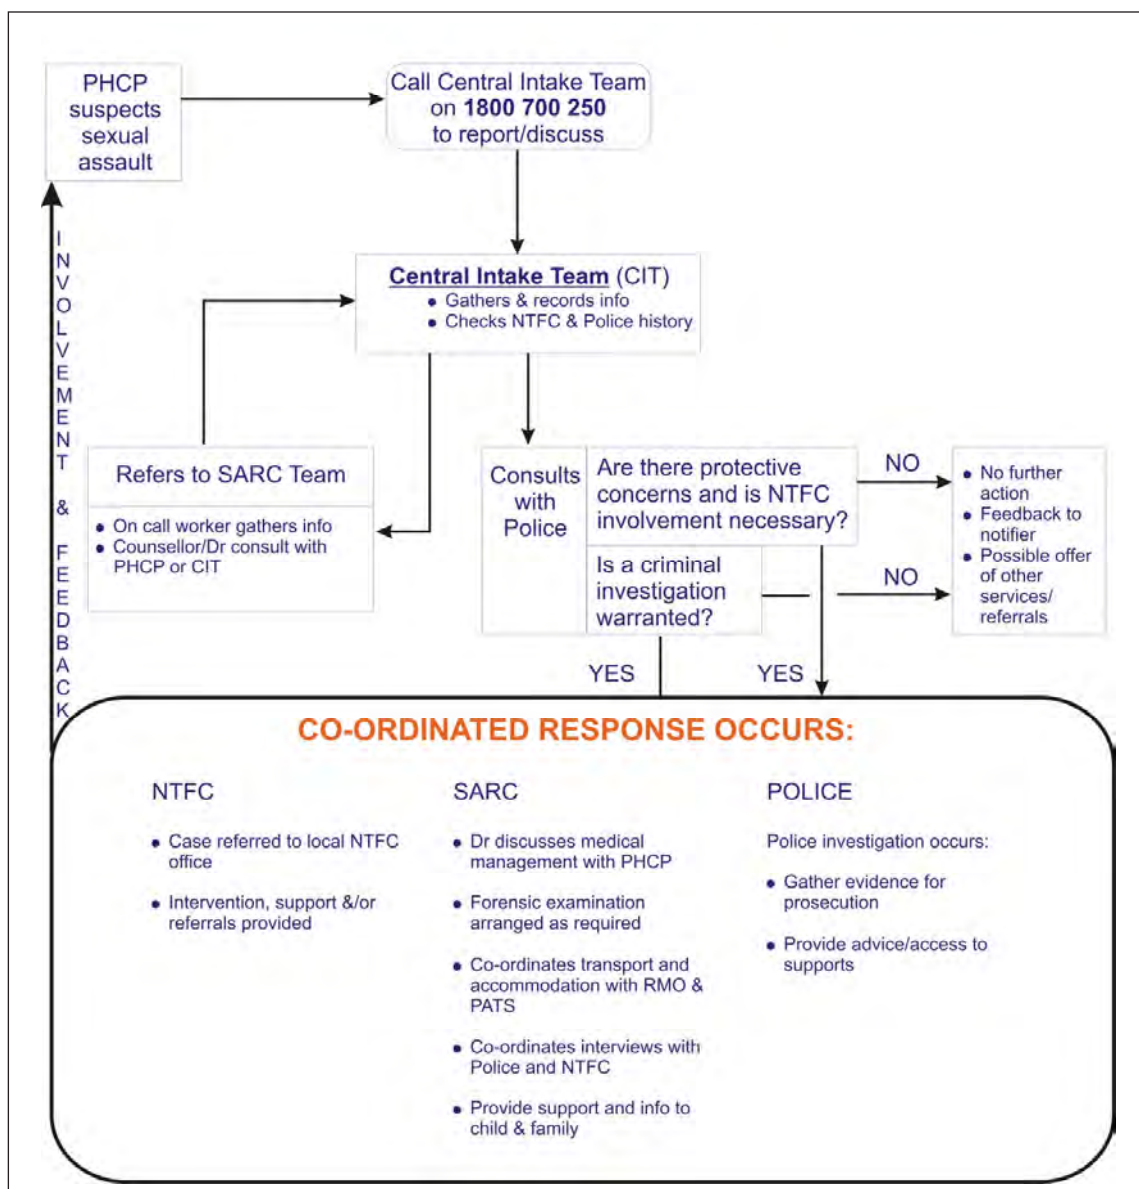 PHCP
suspects
sexual
assault
Call Central Intake Team
on 1800 700 250
to report/discuss
Central Intake Team (CIT)
● Gathers & records info
● Checks NTFC & Police history
Refers to SARC Team
● On call worker gathers info
● Counsellor/Dr consult with
PHCP or CIT
Consults
with
Police
Are there protective
concerns and is NTFC
involvement necessary?
Is a criminal
investigation
warranted?
NO
NO
● No further
action
● Feedback to
notifier
● Possible offer
of other
services/
referrals
YES
YES
INVOLVEMENT & FEEDBACK
CO-ORDINATED RESPONSE OCCURS:
NTFC
● Case referred to local NTFC
office
● Intervention, support &/or
referrals provided
SARC
● Dr discusses medical
management with PHCP
● Forensic examination
arranged as required
● Co-ordinates transport and
accommodation with RMO &
PATS
● Co-ordinates interviews with
Police and NTFC
● Provide support and info to
child & family
POLICE
Police investigation occurs:
● Gather evidence for
prosecution
● Provide advice/access to
supports